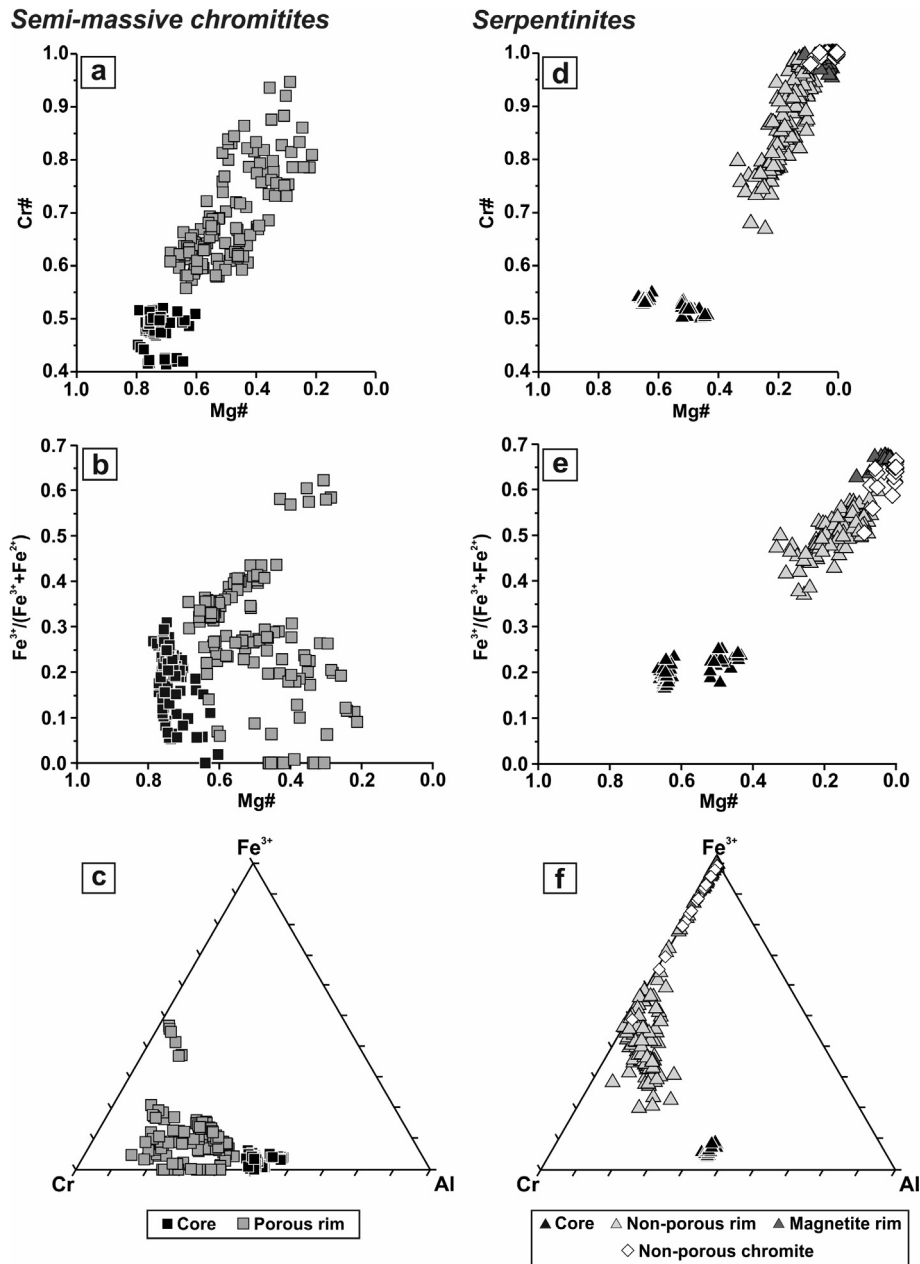 Semi-massive chromitites
Serpentinites
a
1.0
0.9
0.8
0.7
0.6
0.5
0.4
Cr#
1.0 0.8 0.6 0.4 0.2 0.0
Mg#
d
1.0
0.9
0.8
0.7
0.6
0.5
0.4
Cr#
1.0 0.8 0.6 0.4 0.2 0.0
Mg#
b
0.7
0.6
0.5
0.4
0.3
0.2
0.1
0.0
Fe³⁺/(Fe³⁺+Fe²⁺)
1.0 0.8 0.6 0.4 0.2 0.0
Mg#
e
0.7
0.6
0.5
0.4
0.3
0.2
0.1
0.0
Fe³⁺/(Fe³⁺+Fe²⁺)
1.0 0.8 0.6 0.4 0.2 0.0
Mg#
c
Fe³⁺
Cr
Al
Core Porous rim
f
Fe³⁺
Cr
Al
Core Non-porous rim Magnetite rim
Non-porous chromite